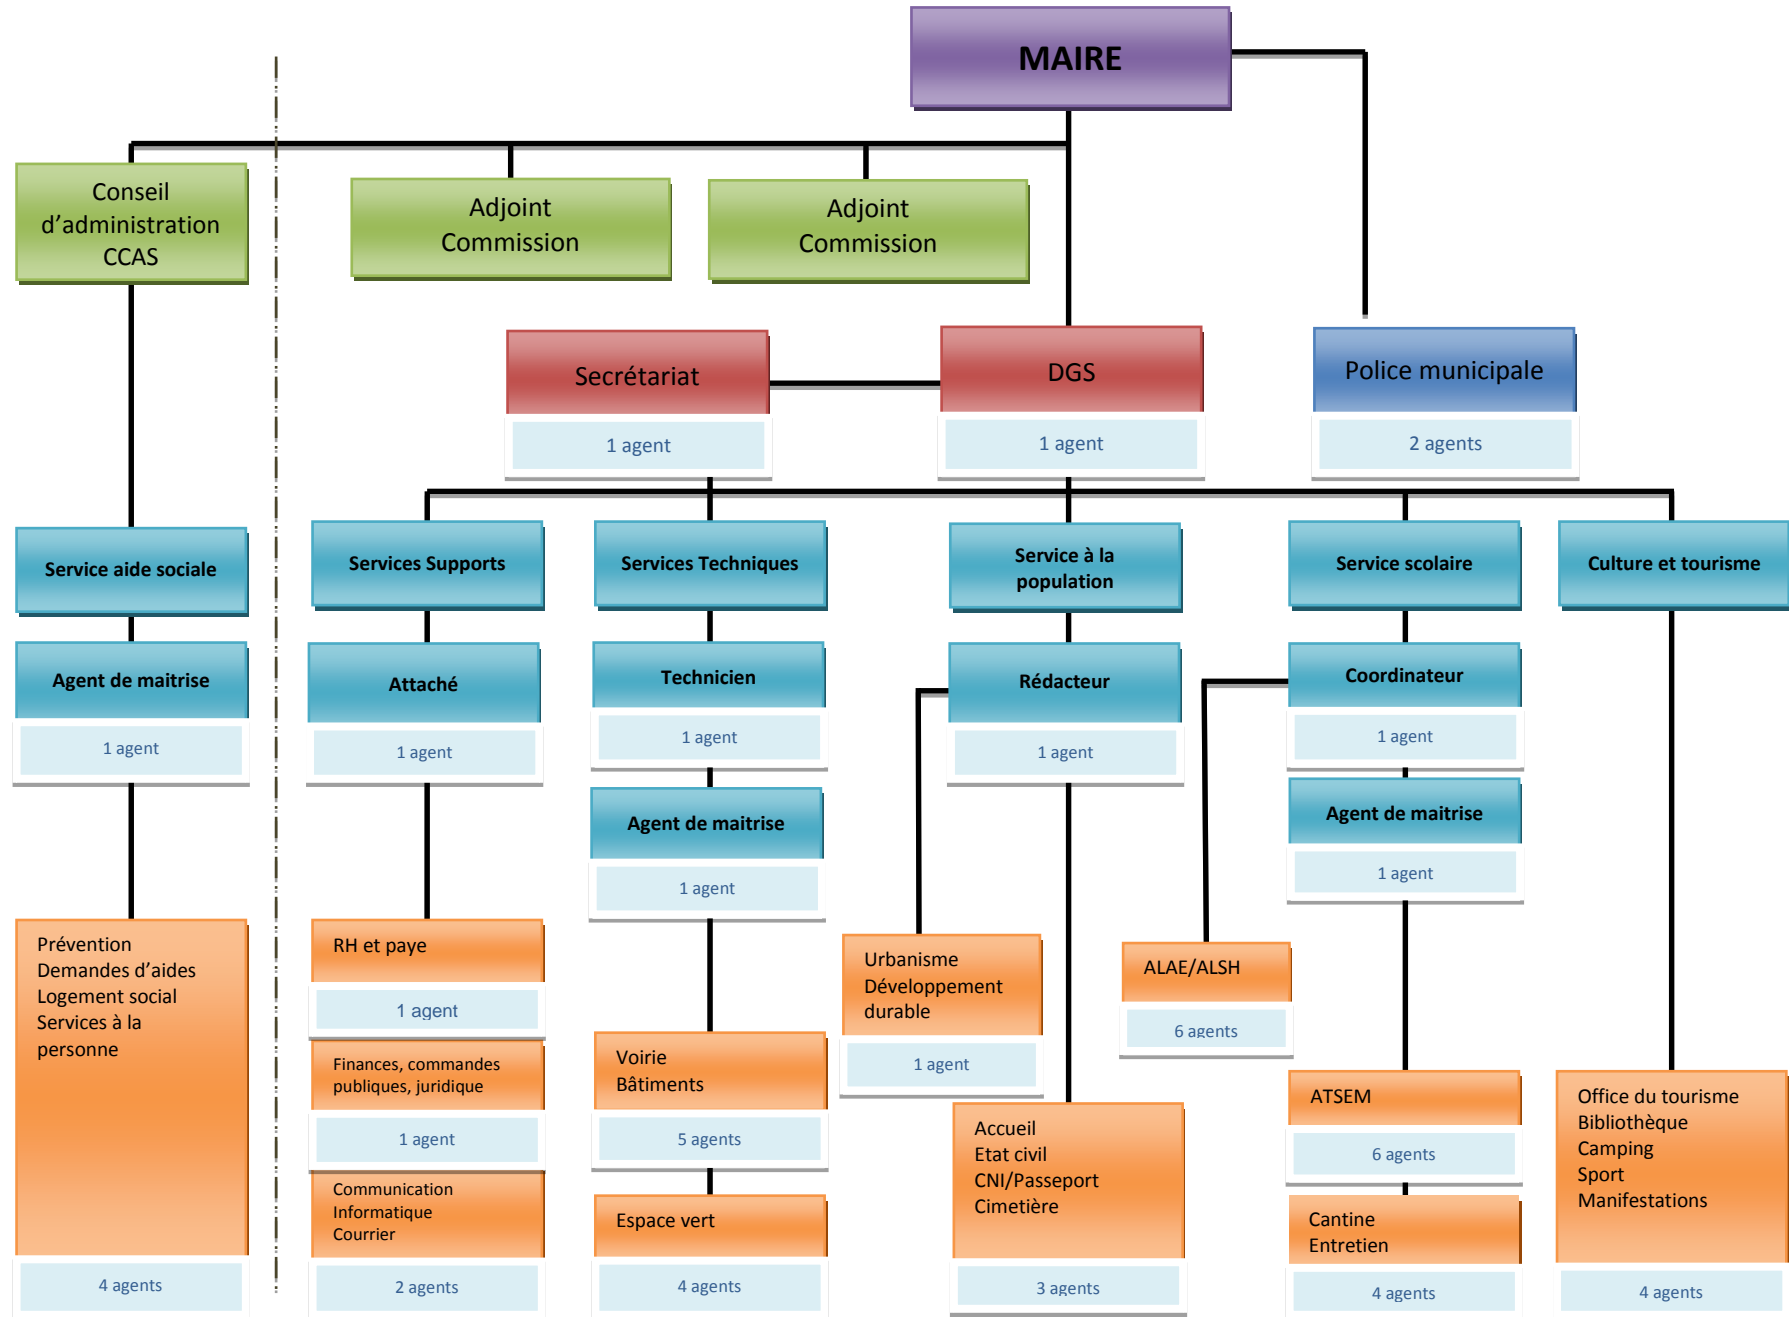 MAIRE
Conseil
d'administration
CCAS
Adjoint
Commission
Adjoint
Commission
Secrétariat
1 agent
DGS
1 agent
Police municipale
2 agents
Service aide sociale
Agent de maitrise
1 agent
Prévention
Demandes d'aides
Logement social
Services à la
personne
4 agents
Services Supports
Attaché
1 agent
RH et paye
1 agent
Finances, commandes
publiques, juridique
1 agent
Communication
Informatique
Courrier
2 agents
Services Techniques
Technicien
1 agent
Agent de maitrise
1 agent
Voirie
Bâtiments
5 agents
Espace vert
4 agents
Service à la
population
Rédacteur
1 agent
Urbanisme
Développement
durable
1 agent
Accueil
Etat civil
CNI/Passeport
Cimetière
3 agents
Service scolaire
Coordinateur
1 agent
Agent de maitrise
1 agent
ALAE/ALSH
6 agents
ATSEM
6 agents
Cantine
Entretien
4 agents
Culture et tourisme
Office du tourisme
Bibliothèque
Camping
Sport
Manifestations
4 agents